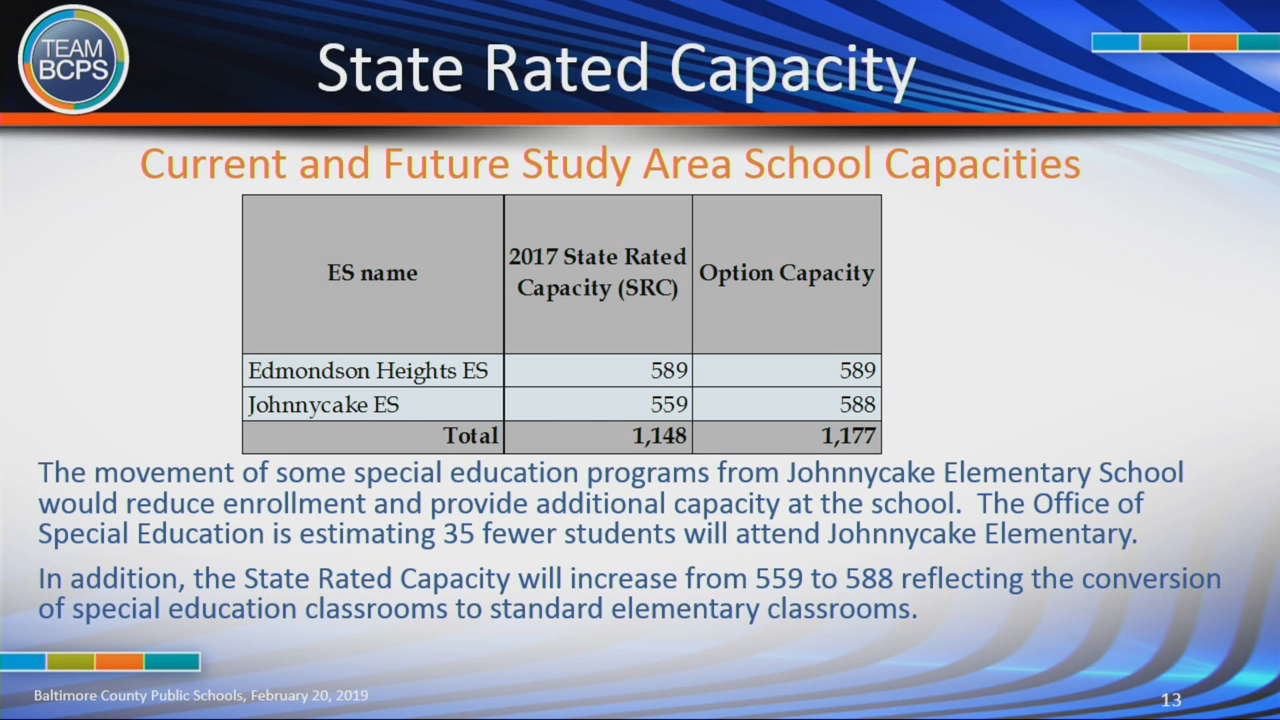 TEAM
BCPS
State Rated Capacity
Current and Future Study Area School Capacities
ES name
2017 State Rated
Capacity (SRC)
Option Capacity
Edmondson Heights ES 589 589
Johnnycake ES 559 588
Total 1,148 1,177
The movement of some special education programs from Johnnycake Elementary School
would reduce enrollment and provide additional capacity at the school. The Office of
Special Education is estimating 35 fewer students will attend Johnnycake Elementary.
In addition, the State Rated Capacity will increase from 559 to 588 reflecting the conversion
of special education classrooms to standard elementary classrooms.
Baltimore County Public Schools, February 20, 2019
13